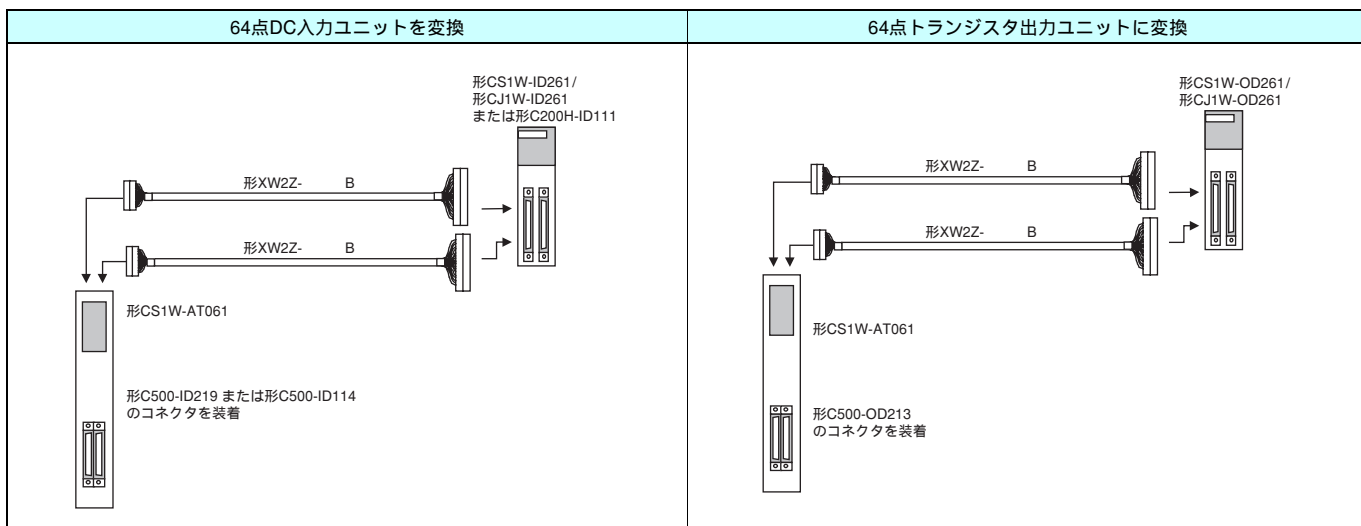 64点DC入力ユニットを変換
形CS1W-ID261/
形CJ1W-ID261
または形C200H-ID111
形XW2Z- B
形XW2Z- B
形CS1W-AT061
形C500-ID219 または形C500-ID114
のコネクタを装着
64点トランジスタ出力ユニットに変換
形CS1W-OD261/
形CJ1W-OD261
形XW2Z- B
形XW2Z- B
形CS1W-AT061
形C500-OD213
のコネクタを装着